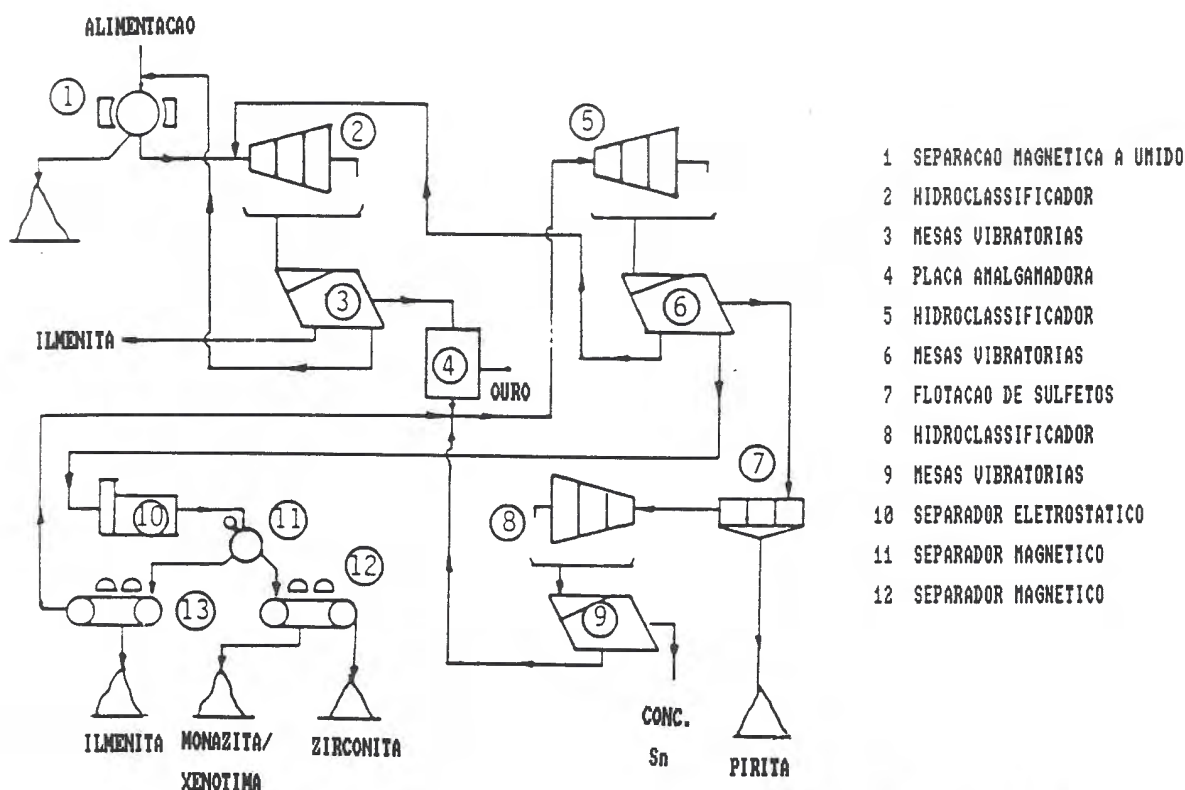 ALIMENTACAO
1
2
5
3
6
ILMENITA
4
OURO
7
10
11
8
12
13
9
ILMENITA
MONAZITA/
XENOTIMA
ZIRCONITA
CONC.
Sn
PIRITA
1 SEPARACAO MAGNETICA A UMIDO
2 HIDROCLASSIFICADOR
3 MESAS VIBRATORIAS
4 PLACA AMALGAMADORA
5 HIDROCLASSIFICADOR
6 MESAS VIBRATORIAS
7 FLOTACAO DE SULFETOS
8 HIDROCLASSIFICADOR
9 MESAS VIBRATORIAS
10 SEPARADOR ELETROSTATICO
11 SEPARADOR MAGNETICO
12 SEPARADOR MAGNETICO